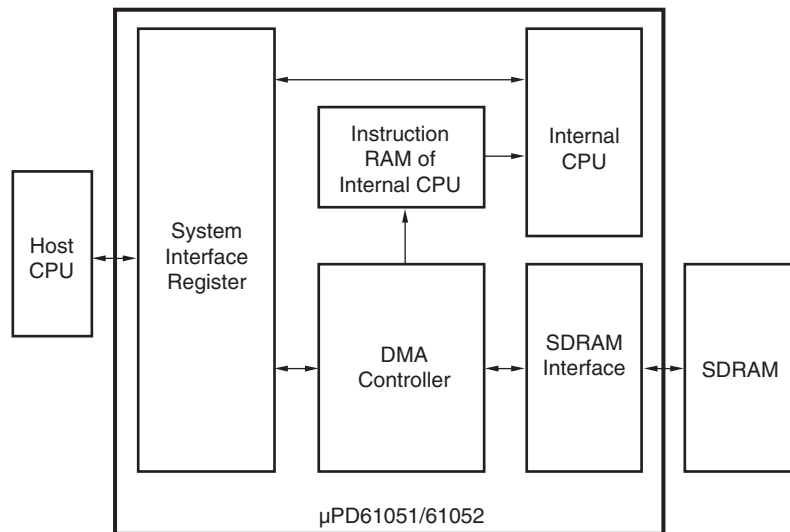 Host
CPU
System
Interface
Register
Instruction
RAM of
Internal CPU
Internal
CPU
DMA
Controller
SDRAM
Interface
SDRAM
µPD61051/61052